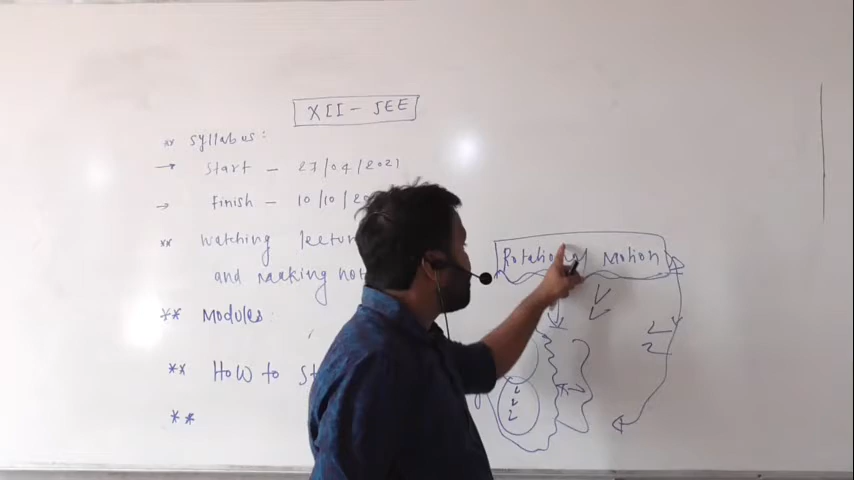 XII - JEE
** Syllabus :
→ Start - 27/04/2021
→ Finish - 10/10/20
** watching lectur
and making not
** Modules :
** How to st
**
Rotational Motion